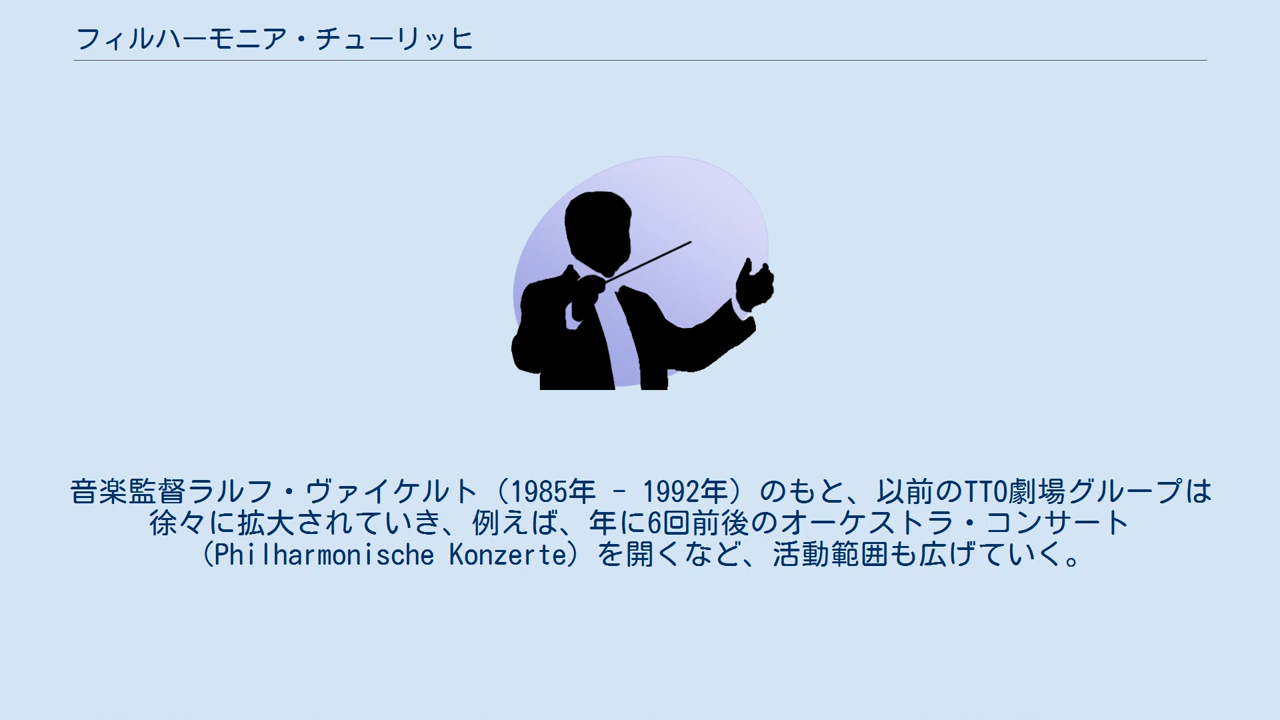 フィルハーモニア・チューリッヒ
音楽監督ラルフ・ヴァイケルト（1985年 - 1992年）のもと、以前のTTO劇場グループは
徐々に拡大されていき、例えば、年に6回前後のオーケストラ・コンサート
（Philharmonische Konzerte）を開くなど、活動範囲も広げていく。